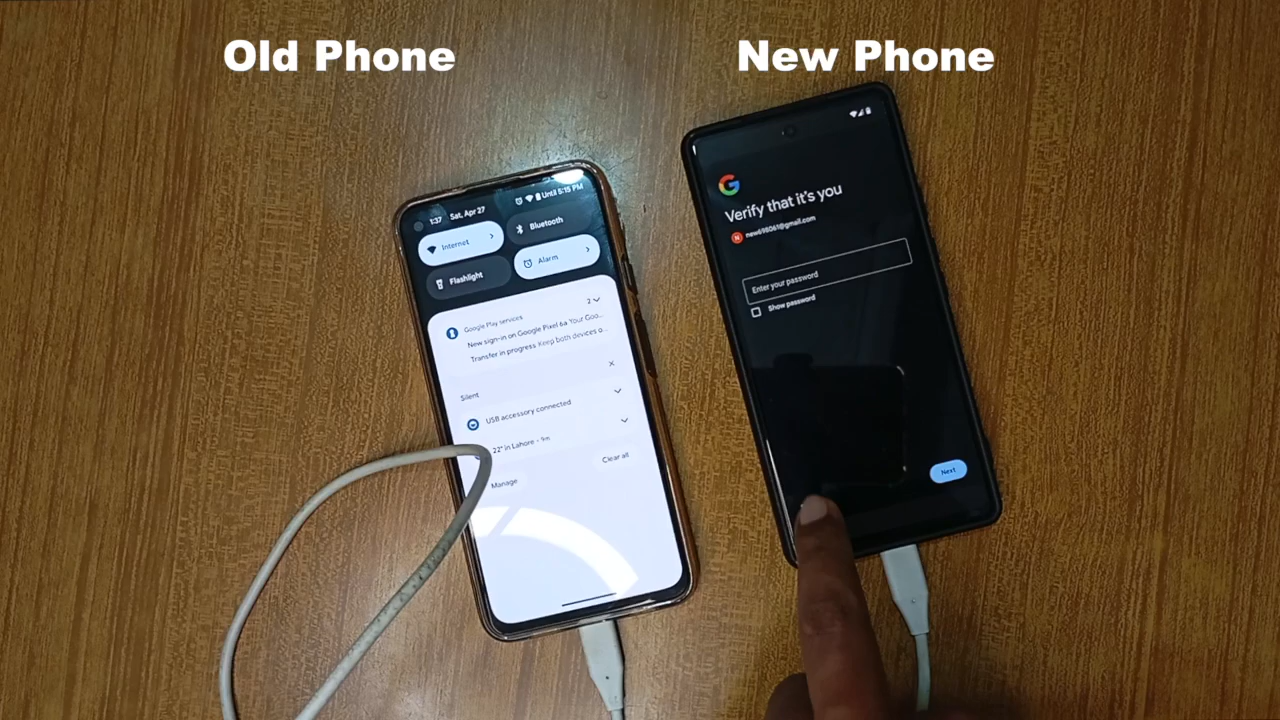 Old Phone
New Phone
1:37 Sat, Apr 27
Until 5:15 PM
Internet
Bluetooth
Flashlight
Alarm
Google Play services
2
New sign-in on Google Pixel 6a Your Goo...
Transfer in progress Keep both devices o...
Silent
USB accessory connected
22° in Lahore · 9m
Clear all
Manage
G
Verify that it's you
N
Enter your password
Show password
Next